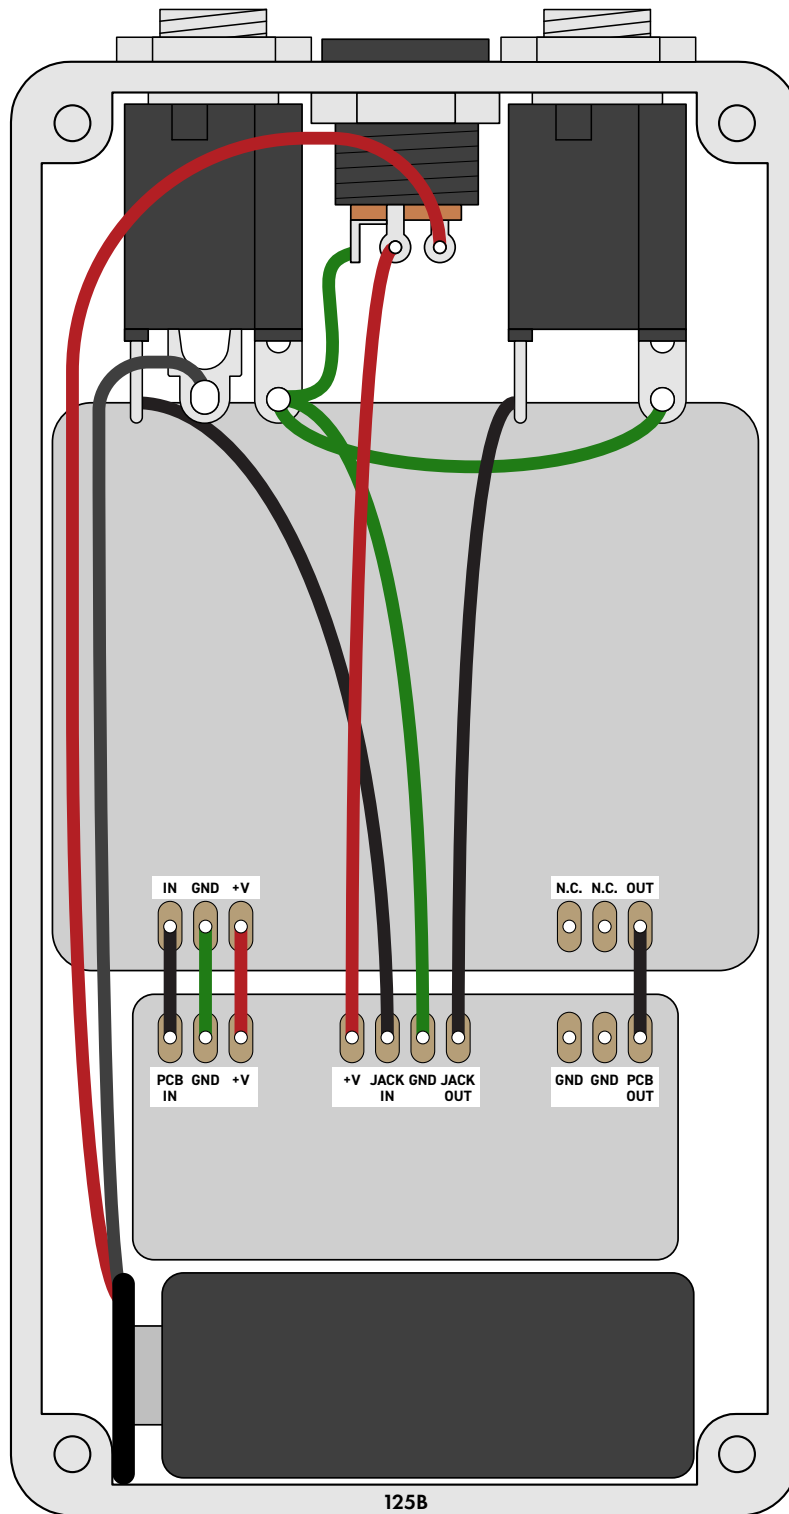 IN GND +V
N.C. N.C. OUT
PCB IN GND +V
+V JACK IN GND JACK OUT
GND GND PCB OUT
125B